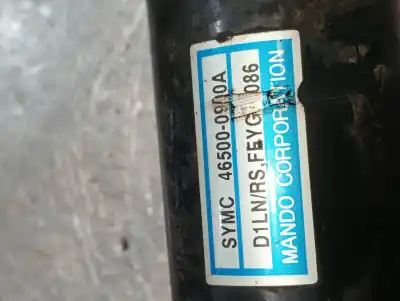 SYMC 46500-0900A
D1LN/RS,FEYG 086
MANDO CORPORATION